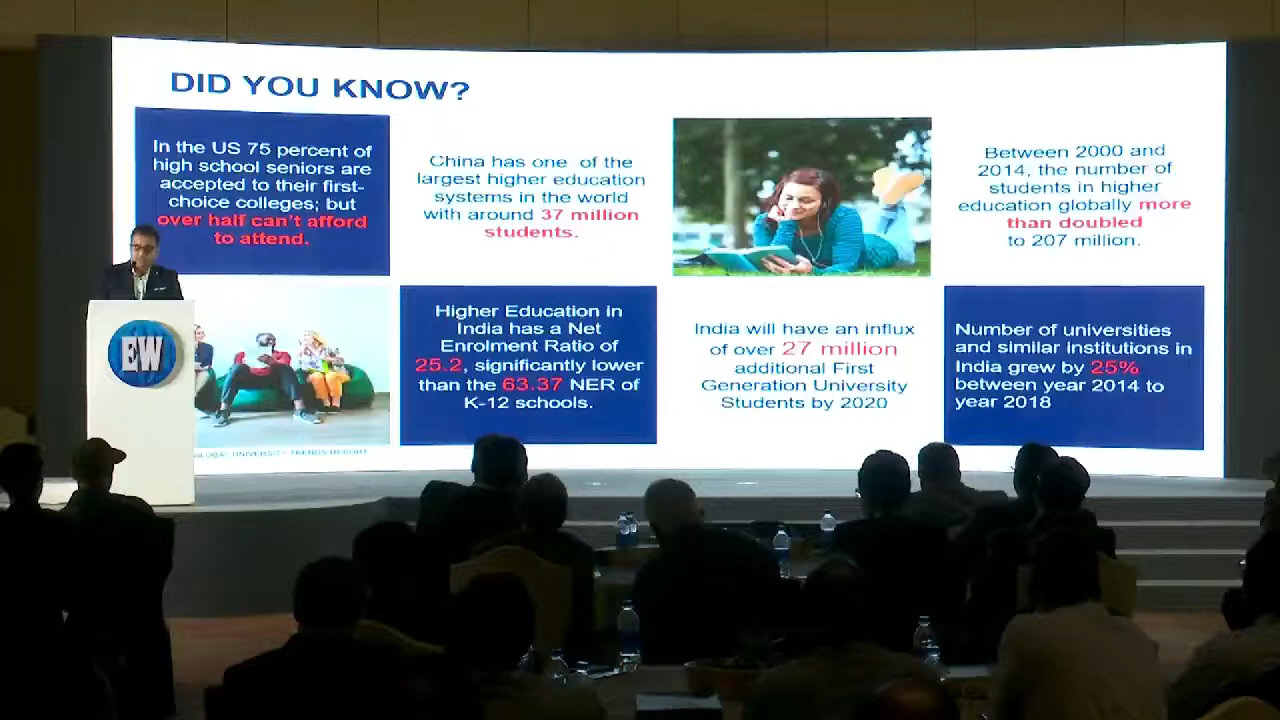 DID YOU KNOW?
In the US 75 percent of
high school seniors are
accepted to their first-
choice colleges; but
over half can't afford
to attend.
China has one of the
largest higher education
systems in the world
with around 37 million
students.
Between 2000 and
2014, the number of
students in higher
education globally more
than doubled
to 207 million.
EW
Higher Education in
India has a Net
Enrolment Ratio of
25.2, significantly lower
than the 63.37 NER of
K-12 schools.
India will have an influx
of over 27 million
additional First
Generation University
Students by 2020
Number of universities
and similar institutions in
India grew by 25%
between year 2014 to
year 2018
UNIVERSITY TRENDS REPORT